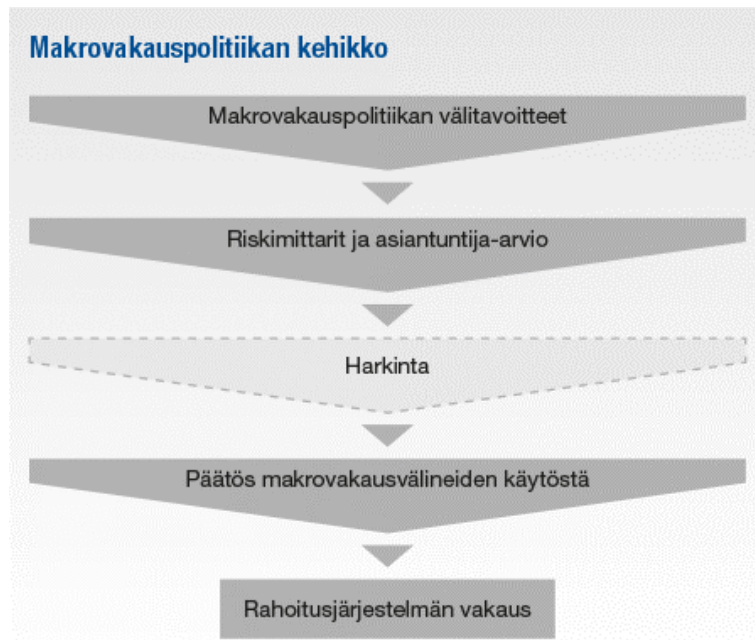 Makrovakauspolitiikan kehikko
Makrovakauspolitiikan välitavoitteet
Riskimittarit ja asiantuntija-arvio
Harkinta
Päätös makrovakausvälineiden käytöstä
Rahoitusjärjestelmän vakaus